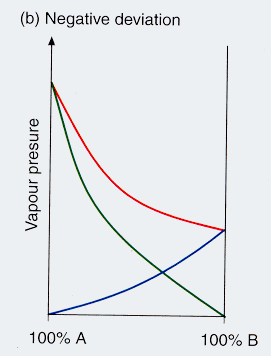 (b) Negative deviation
Vapour presure
100% A
100% B